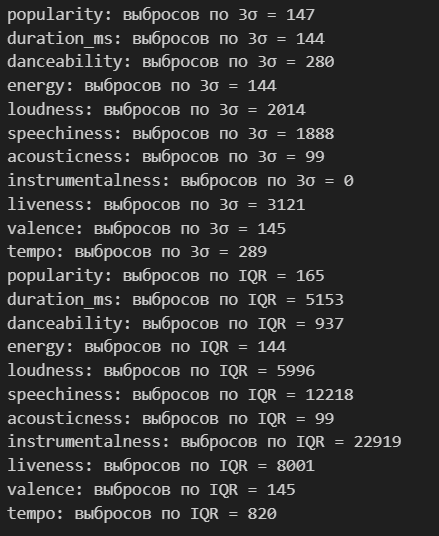 popularity: выбросов по 3σ = 147
duration_ms: выбросов по 3σ = 144
danceability: выбросов по 3σ = 280
energy: выбросов по 3σ = 144
loudness: выбросов по 3σ = 2014
speechiness: выбросов по 3σ = 1888
acousticness: выбросов по 3σ = 99
instrumentalness: выбросов по 3σ = 0
liveness: выбросов по 3σ = 3121
valence: выбросов по 3σ = 145
tempo: выбросов по 3σ = 289
popularity: выбросов по IQR = 165
duration_ms: выбросов по IQR = 5153
danceability: выбросов по IQR = 937
energy: выбросов по IQR = 144
loudness: выбросов по IQR = 5996
speechiness: выбросов по IQR = 12218
acousticness: выбросов по IQR = 99
instrumentalness: выбросов по IQR = 22919
liveness: выбросов по IQR = 8001
valence: выбросов по IQR = 145
tempo: выбросов по IQR = 820